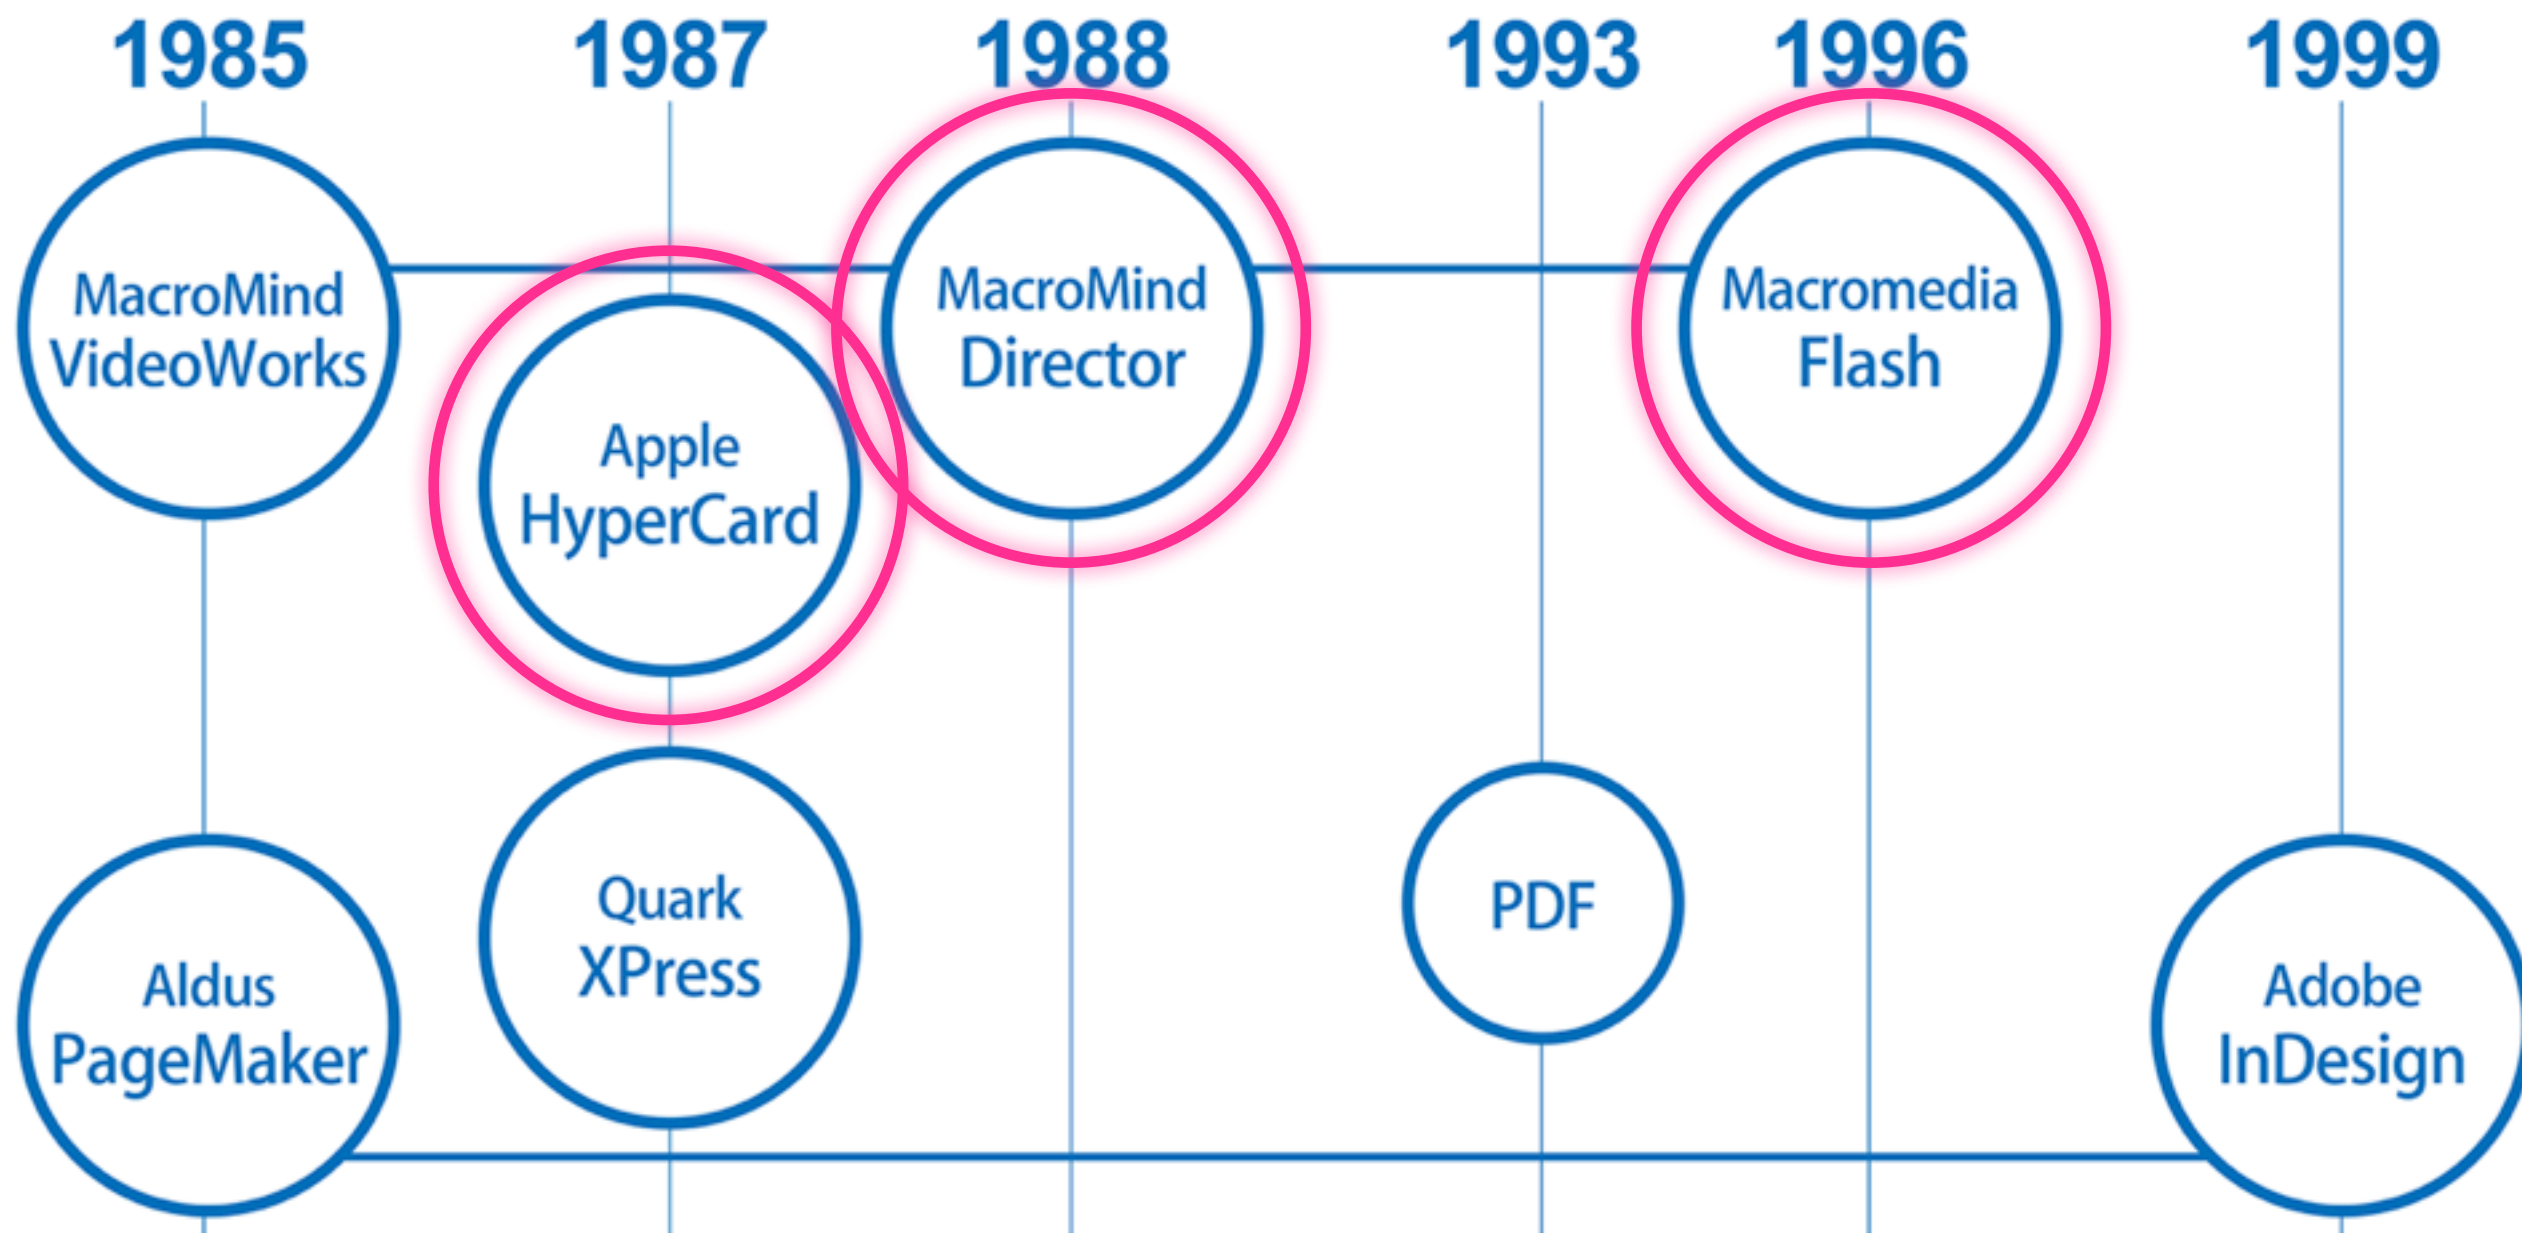 1985 1987 1988 1993 1996 1999
MacroMind
VideoWorks
Apple
HyperCard
MacroMind
Director
Macromedia
Flash
Aldus
PageMaker
Quark
XPress
PDF
Adobe
InDesign